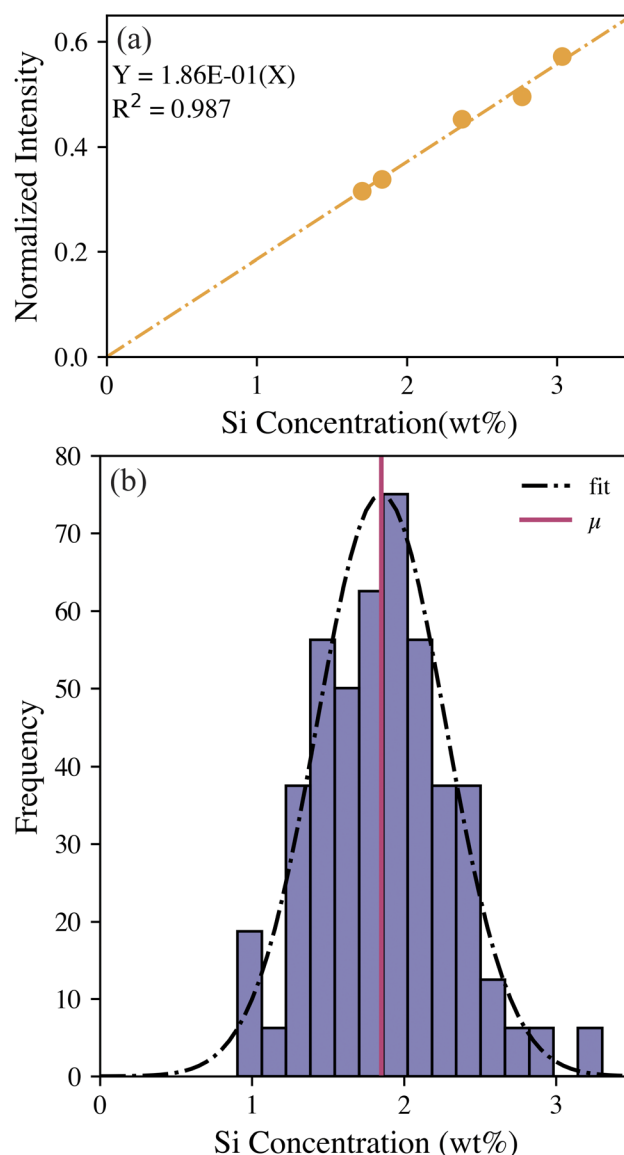 (a)
Y = 1.86E-01(X)
R² = 0.987
Normalized Intensity
0.6
0.4
0.2
0.0
0 1 2 3
Si Concentration(wt%)
(b)
fit
μ
Frequency
80
70
60
50
40
30
20
10
0
0 1 2 3
Si Concentration (wt%)